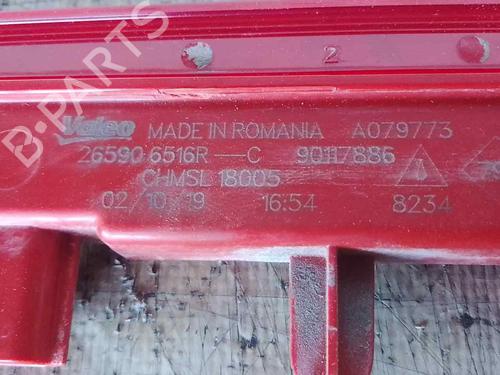 2
Valeo MADE IN ROMANIA A079773
26590 6516R—C 90117886
CHMSL 18005
02/10/19 16:54 8234
B-PARTS